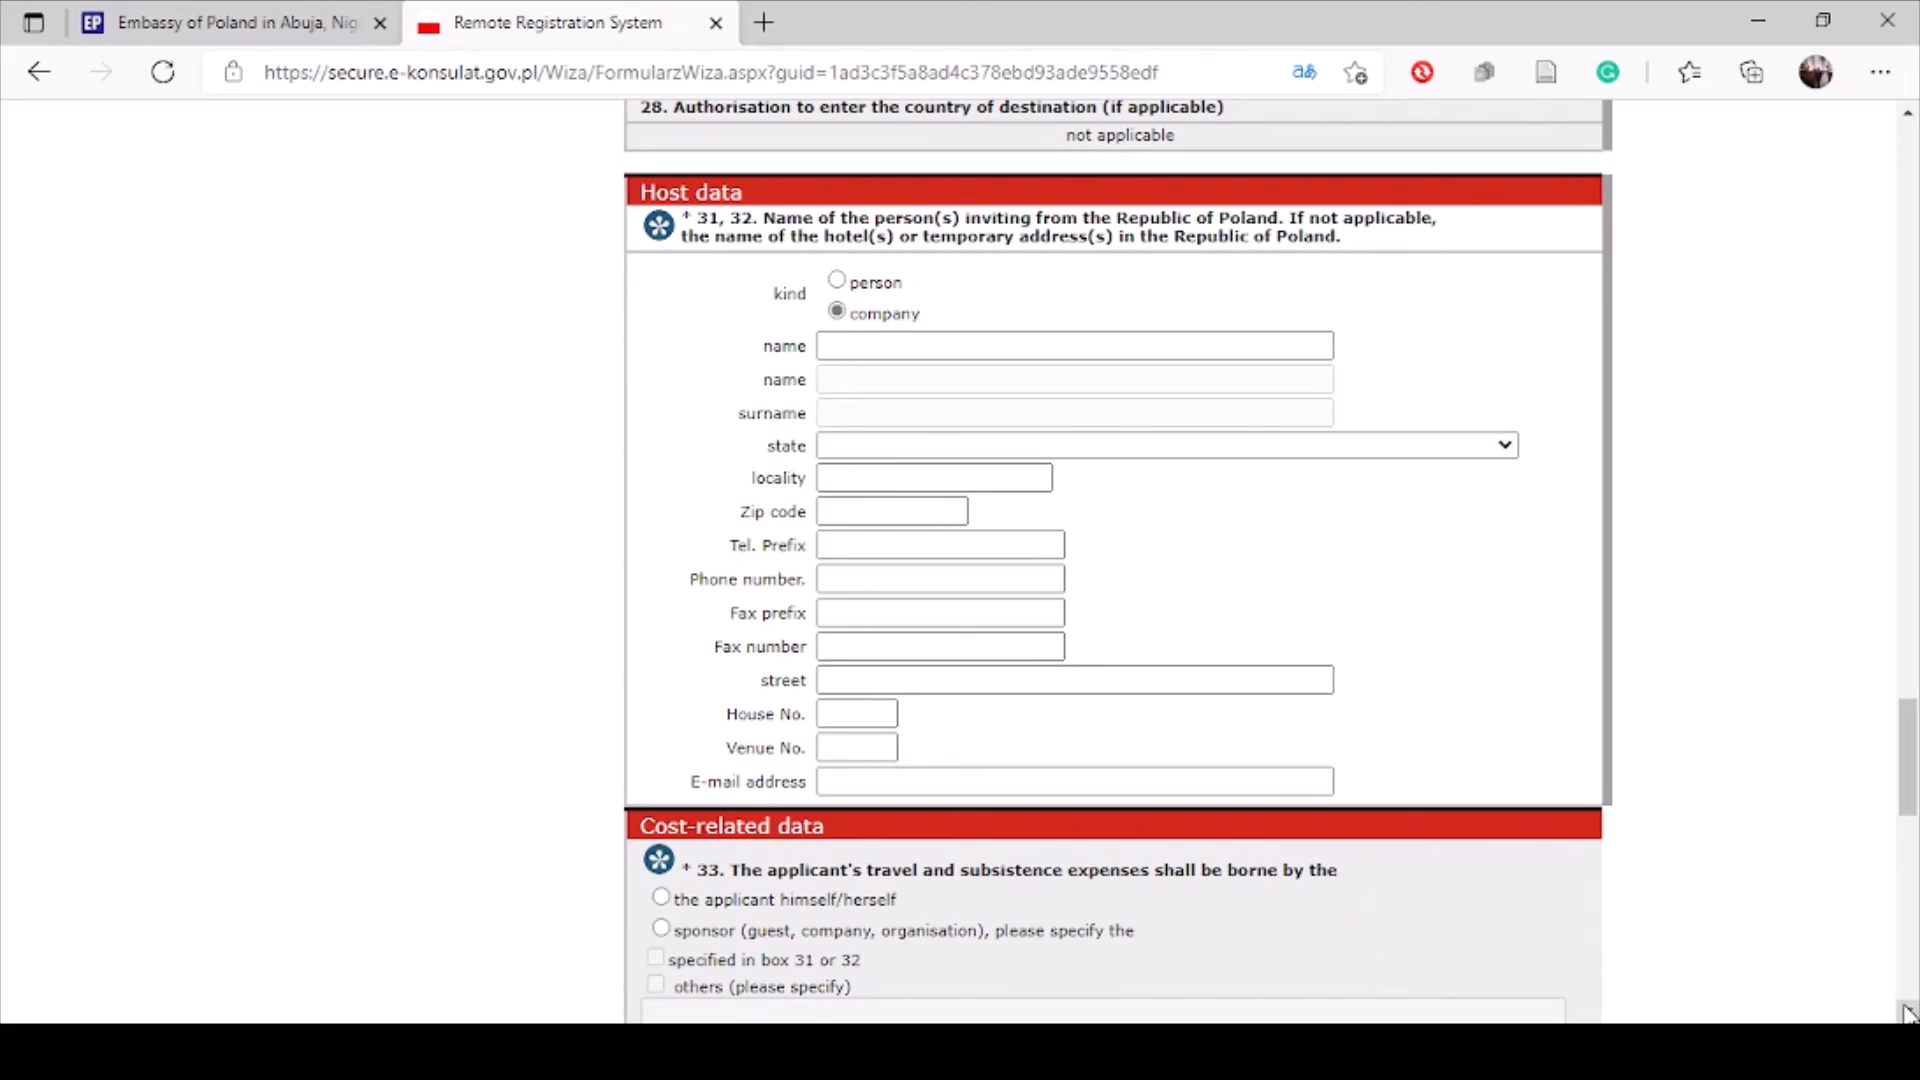 Embassy of Poland in Abuja, Nig
Remote Registration System
https://secure.e-konsulat.gov.pl/Wiza/FormularzWiza.aspx?guid=1ad3c3f5a8ad4c378ebd93ade9558edf
28. Authorisation to enter the country of destination (if applicable)
not applicable
Host data
* 31, 32. Name of the person(s) inviting from the Republic of Poland. If not applicable,
the name of the hotel(s) or temporary address(s) in the Republic of Poland.
kind
person
company
name
name
surname
state
locality
Zip code
Tel. Prefix
Phone number.
Fax prefix
Fax number
street
House No.
Venue No.
E-mail address
Cost-related data
* 33. The applicant's travel and subsistence expenses shall be borne by the
the applicant himself/herself
sponsor (guest, company, organisation), please specify the
specified in box 31 or 32
others (please specify)